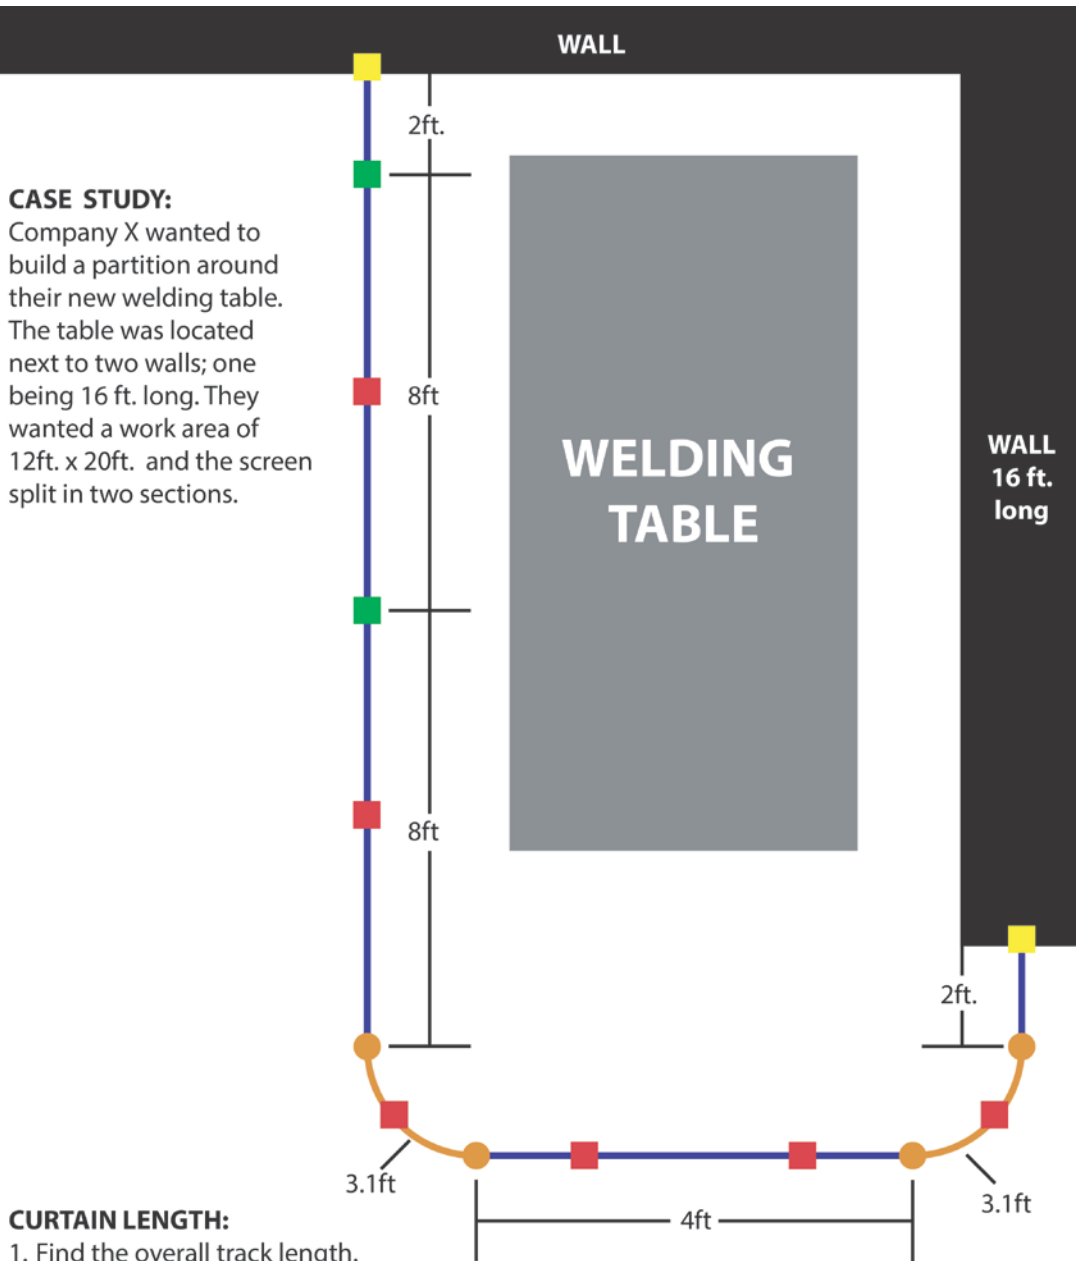 WALL
2ft.
CASE STUDY:
Company X wanted to
build a partition around
their new welding table.
The table was located
next to two walls; one
being 16 ft. long. They
wanted a work area of
12ft. x 20ft. and the screen
split in two sections.
8ft
WELDING
TABLE
WALL
16 ft.
long
8ft
2ft.
3.1ft
3.1ft
4ft
CURTAIN LENGTH:
1. Find the overall track length.